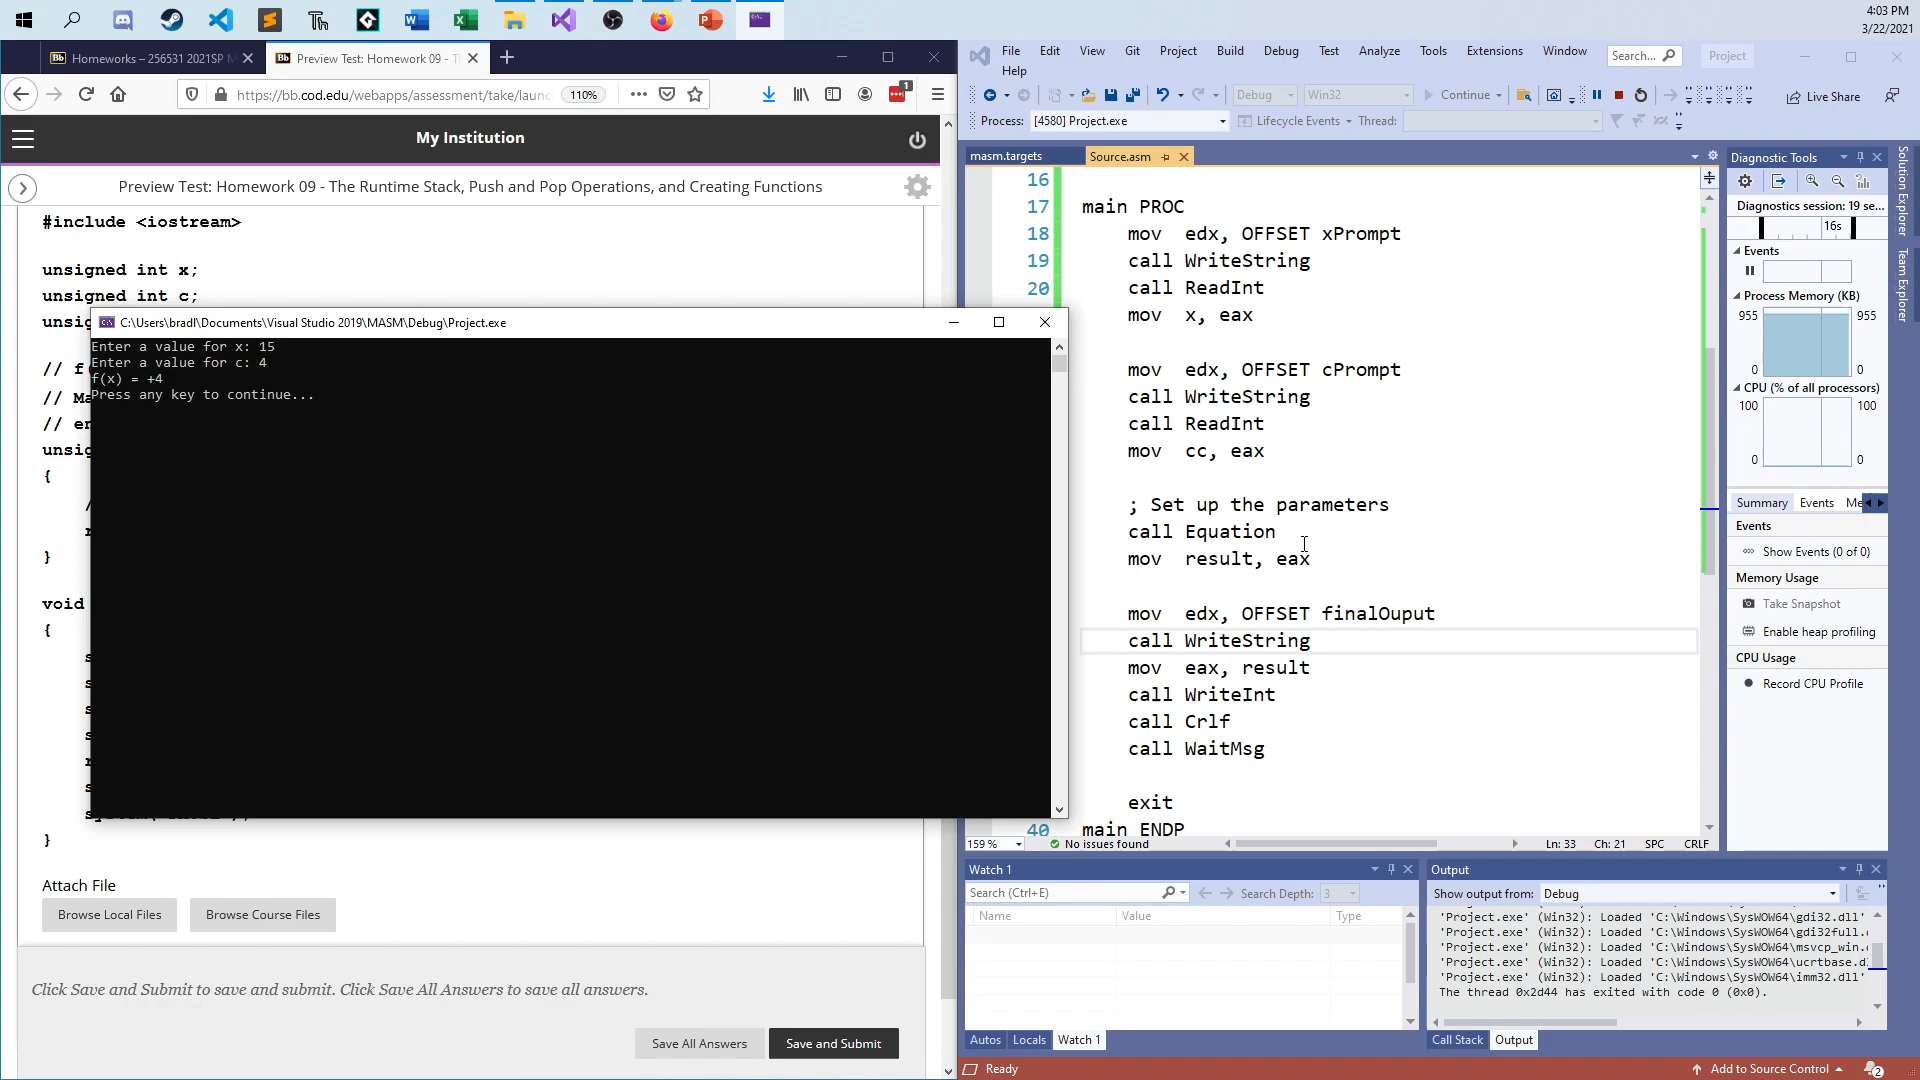 4:03 PM
3/22/2021
Homeworks – 256531 2021SP M
Preview Test: Homework 09 - Th
https://bb.cod.edu/webapps/assessment/take/launc
110%
My Institution
Preview Test: Homework 09 - The Runtime Stack, Push and Pop Operations, and Creating Functions
#include <iostream>
unsigned int x;
unsigned int c;
unsig
// f
// Ma
// en
unsig
{
}
void
{
}
Attach File
Browse Local Files
Browse Course Files
Click Save and Submit to save and submit. Click Save All Answers to save all answers.
Save All Answers
Save and Submit
C:\Users\bradl\Documents\Visual Studio 2019\MASM\Debug\Project.exe
Enter a value for x: 15
Enter a value for c: 4
f(x) = +4
Press any key to continue...
File Edit View Git Project Build Debug Test Analyze Tools Extensions Window
Help
Search...
Project
Debug
Win32
Continue
Live Share
Process: [4580] Project.exe
Lifecycle Events
Thread:
masm.targets
Source.asm
16
17 main PROC
18 mov edx, OFFSET xPrompt
19 call WriteString
20 call ReadInt
mov x, eax
mov edx, OFFSET cPrompt
call WriteString
call ReadInt
mov cc, eax
; Set up the parameters
call Equation
mov result, eax
mov edx, OFFSET finalOuput
call WriteString
mov eax, result
call WriteInt
call Crlf
call WaitMsg
exit
40 main ENDP
159 %
No issues found
Ln: 33
Ch: 21
SPC
CRLF
Diagnostic Tools
Diagnostics session: 19 se...
16s
Events
Process Memory (KB)
955 955
0 0
CPU (% of all processors)
100 100
0 0
Summary Events Me
Events
Show Events (0 of 0)
Memory Usage
Take Snapshot
Enable heap profiling
CPU Usage
Record CPU Profile
Solution Explorer
Team Explorer
Watch 1
Search (Ctrl+E)
Search Depth: 3
Name Value Type
Autos Locals Watch 1
Output
Show output from: Debug
'Project.exe' (Win32): Loaded 'C:\Windows\SysWOW64\gdi32.dll'
'Project.exe' (Win32): Loaded 'C:\Windows\SysWOW64\gdi32full.
'Project.exe' (Win32): Loaded 'C:\Windows\SysWOW64\msvcp_win.
'Project.exe' (Win32): Loaded 'C:\Windows\SysWOW64\ucrtbase.d
'Project.exe' (Win32): Loaded 'C:\Windows\SysWOW64\imm32.dll'
The thread 0x2d44 has exited with code 0 (0x0).
Call Stack Output
Ready
Add to Source Control
2